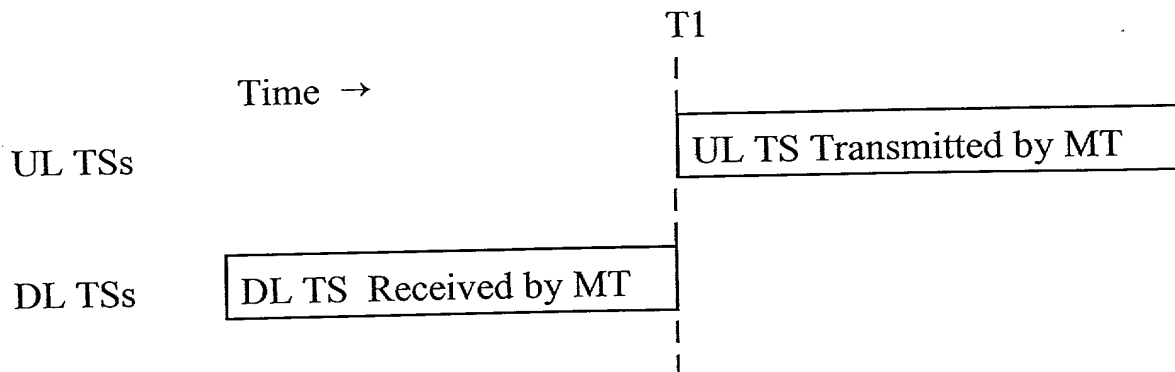 T1
Time →
UL TSs
UL TS Transmitted by MT
DL TSs
DL TS Received by MT